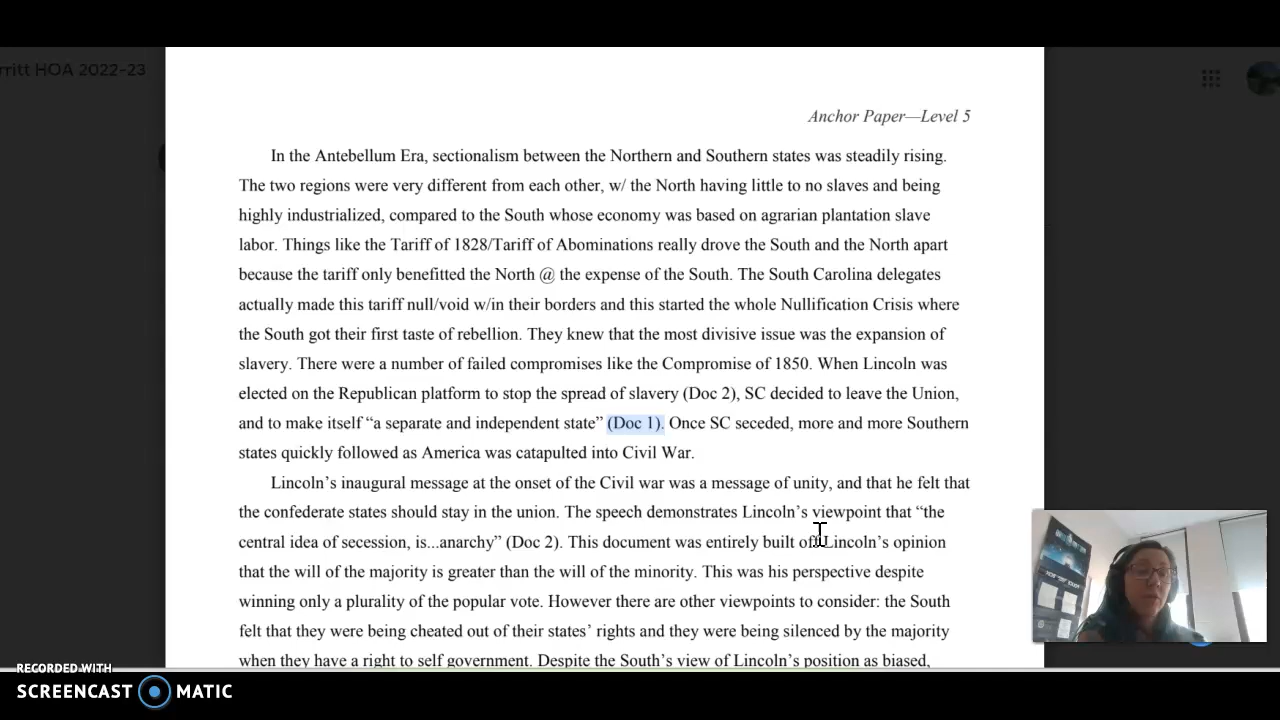 rritt HOA 2022-23
Anchor Paper—Level 5
In the Antebellum Era, sectionalism between the Northern and Southern states was steadily rising.
The two regions were very different from each other, w/ the North having little to no slaves and being
highly industrialized, compared to the South whose economy was based on agrarian plantation slave
labor. Things like the Tariff of 1828/Tariff of Abominations really drove the South and the North apart
because the tariff only benefitted the North @ the expense of the South. The South Carolina delegates
actually made this tariff null/void w/in their borders and this started the whole Nullification Crisis where
the South got their first taste of rebellion. They knew that the most divisive issue was the expansion of
slavery. There were a number of failed compromises like the Compromise of 1850. When Lincoln was
elected on the Republican platform to stop the spread of slavery (Doc 2), SC decided to leave the Union,
and to make itself “a separate and independent state” (Doc 1). Once SC seceded, more and more Southern
states quickly followed as America was catapulted into Civil War.
Lincoln’s inaugural message at the onset of the Civil war was a message of unity, and that he felt that
the confederate states should stay in the union. The speech demonstrates Lincoln’s viewpoint that “the
central idea of secession, is...anarchy” (Doc 2). This document was entirely built off Lincoln’s opinion
that the will of the majority is greater than the will of the minority. This was his perspective despite
winning only a plurality of the popular vote. However there are other viewpoints to consider: the South
felt that they were being cheated out of their states’ rights and they were being silenced by the majority
when they have a right to self government. Despite the South’s view of Lincoln’s position as biased,
RECORDED WITH
SCREENCAST MATIC